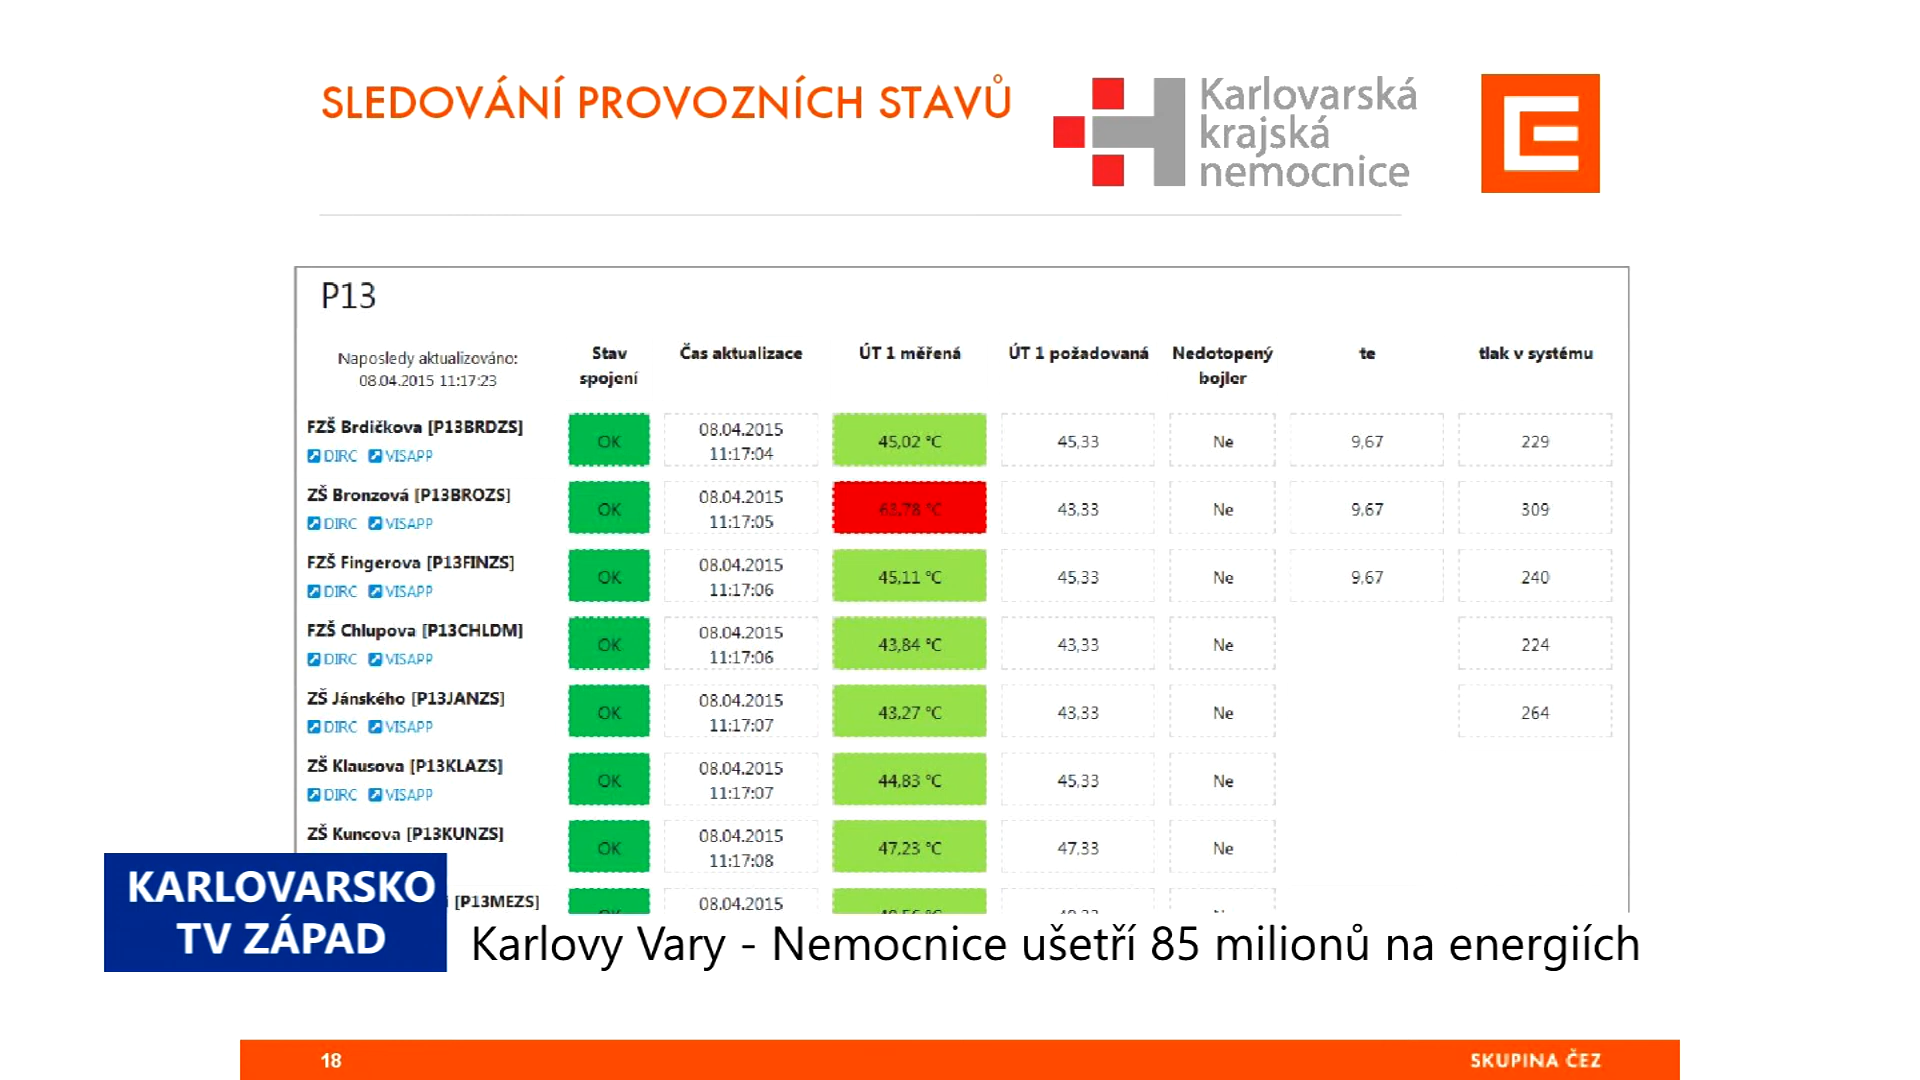 SLEDOVÁNÍ PROVOZNÍCH STAVŮ
Karlovarská
krajská
nemocnice
P13
Naposledy aktualizováno:
08.04.2015 11:17:23
Stav
spojení
Čas aktualizace
ÚT 1 měřená
ÚT 1 požadovaná
Nedotopený
bojler
te
tlak v systému
FZŠ Brdičkova [P13BRDZS]
DIRC VISAPP
OK
08.04.2015
11:17:04
45,02 °C
45,33
Ne
9,67
229
ZŠ Bronzová [P13BROZS]
DIRC VISAPP
OK
08.04.2015
11:17:05
63,78 °C
43,33
Ne
9,67
309
FZŠ Fingerova [P13FINZS]
DIRC VISAPP
OK
08.04.2015
11:17:06
45,11 °C
45,33
Ne
9,67
240
FZŠ Chlupova [P13CHLDM]
DIRC VISAPP
OK
08.04.2015
11:17:06
43,84 °C
43,33
Ne
224
ZŠ Jánského [P13JANZS]
DIRC VISAPP
OK
08.04.2015
11:17:07
43,27 °C
43,33
Ne
264
ZŠ Klausova [P13KLAZS]
DIRC VISAPP
OK
08.04.2015
11:17:07
44,83 °C
45,33
Ne
ZŠ Kuncova [P13KUNZS]
OK
08.04.2015
11:17:08
47,23 °C
47,33
Ne
[P13MEZS]
08.04.2015
KARLOVARSKO
TV ZÁPAD
Karlovy Vary - Nemocnice ušetří 85 milionů na energiích
18
SKUPINA ČEZ